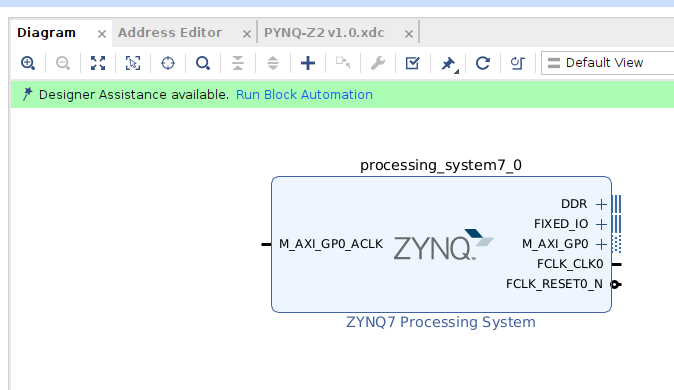 Diagram
Address Editor
PYNQ-Z2 v1.0.xdc
Default View
Designer Assistance available. Run Block Automation
processing_system7_0
DDR
FIXED_IO
M_AXI_GP0_ACLK
ZYNQ
M_AXI_GP0
FCLK_CLK0
FCLK_RESET0_N
ZYNQ7 Processing System